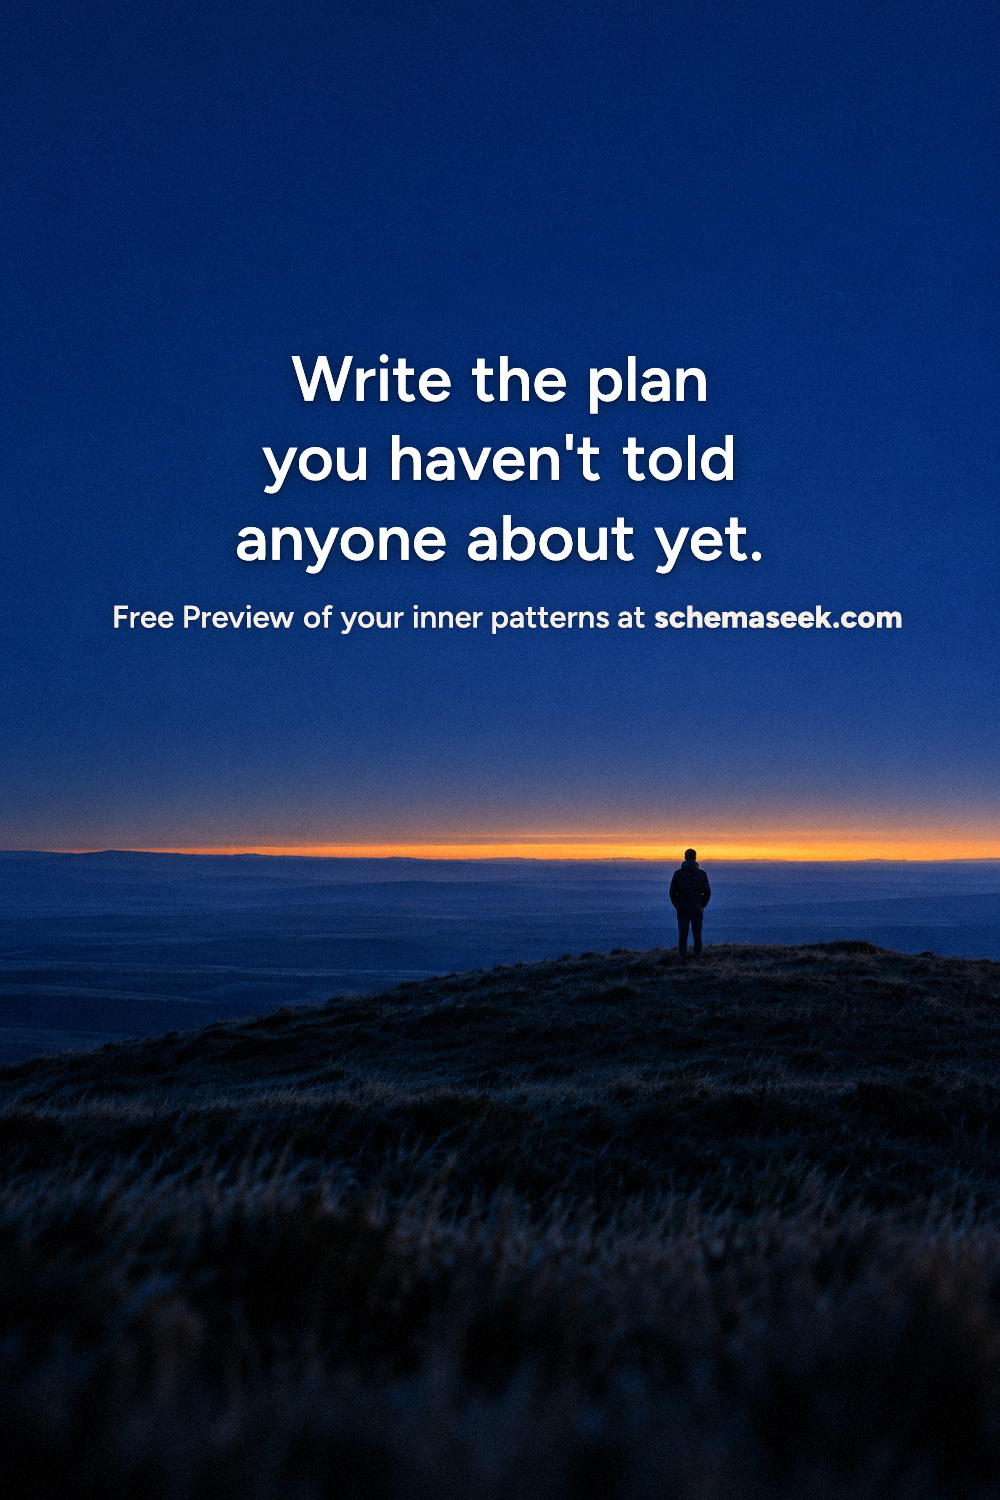 Write the plan
you haven't told
anyone about yet.
Free Preview of your inner patterns at schemaseek.com